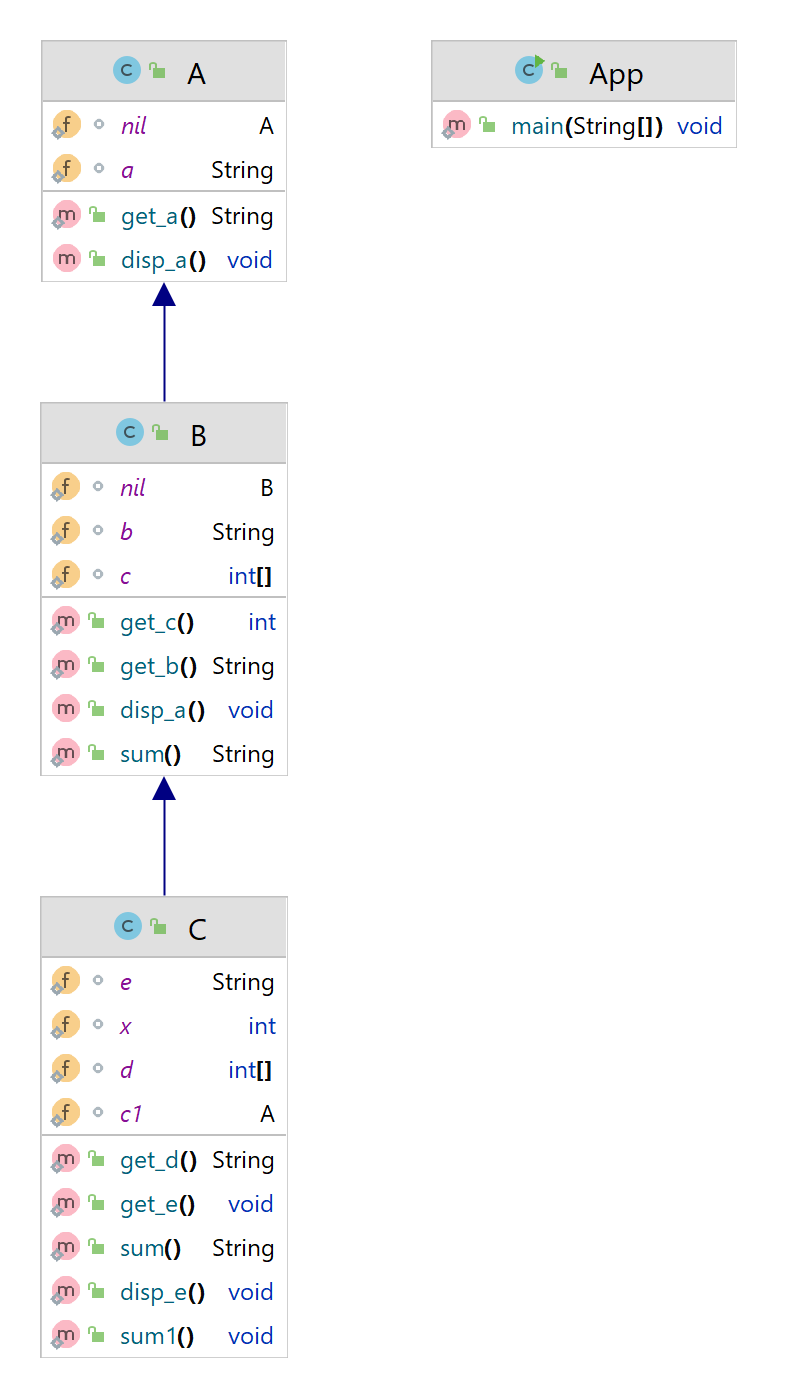 A
nil A
a String
get_a() String
disp_a() void
App
main(String[]) void
B
nil B
b String
c int[]
get_c() int
get_b() String
disp_a() void
sum() String
C
e String
x int
d int[]
c1 A
get_d() String
get_e() void
sum() String
disp_e() void
sum1() void